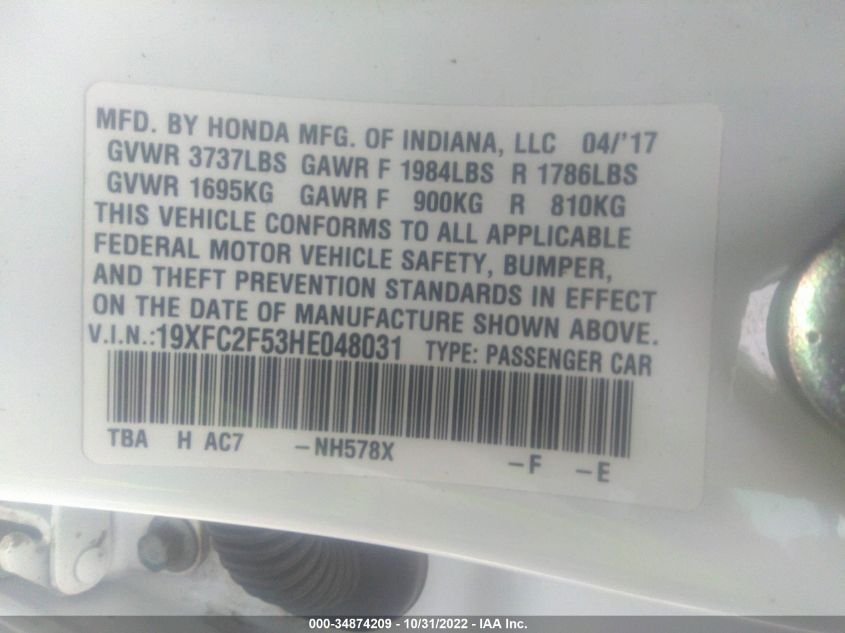 MFD. BY HONDA MFG. OF INDIANA, LLC 04/'17
GVWR 3737LBS GAWR F 1984LBS R 1786LBS
GVWR 1695KG GAWR F 900KG R 810KG
THIS VEHICLE CONFORMS TO ALL APPLICABLE
FEDERAL MOTOR VEHICLE SAFETY, BUMPER,
AND THEFT PREVENTION STANDARDS IN EFFECT
ON THE DATE OF MANUFACTURE SHOWN ABOVE.
V.I.N.:19XFC2F53HE048031 TYPE: PASSENGER CAR
TBA H AC7 -NH578X -F -E
000-34874209 - 10/31/2022 - IAA Inc.